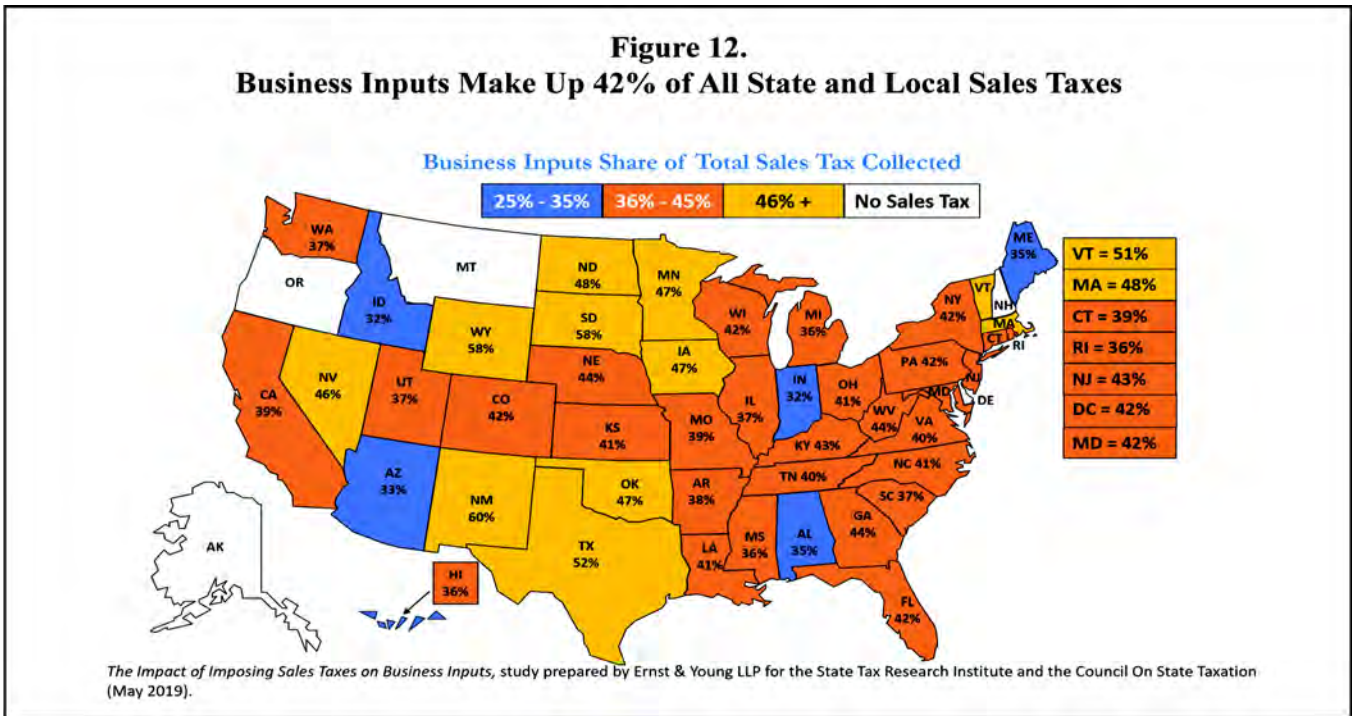 Figure 12.
Business Inputs Make Up 42% of All State and Local Sales Taxes
Business Inputs Share of Total Sales Tax Collected
25% - 35% 36% - 45% 46% + No Sales Tax
WA
37%
OR
MT
ID
32%
ND
48%
MN
47%
SD
58%
WY
58%
WI
42%
MI
36%
NY
42%
VT
NH
ME
35%
MA
CT
RI
VT = 51%
MA = 48%
CT = 39%
RI = 36%
NJ = 43%
DC = 42%
MD = 42%
CA
39%
NV
46%
UT
37%
CO
42%
NE
44%
KS
41%
IA
47%
MO
39%
IL
37%
IN
32%
OH
41%
PA 42%
NJ
MD
DE
WV
44%
VA
40%
KY 43%
TN 40%
NC 41%
SC 37%
AZ
33%
NM
60%
OK
47%
TX
52%
AR
38%
LA
41%
MS
36%
AL
35%
GA
44%
FL
42%
AK
HI
36%
The Impact of Imposing Sales Taxes on Business Inputs, study prepared by Ernst & Young LLP for the State Tax Research Institute and the Council On State Taxation
(May 2019).